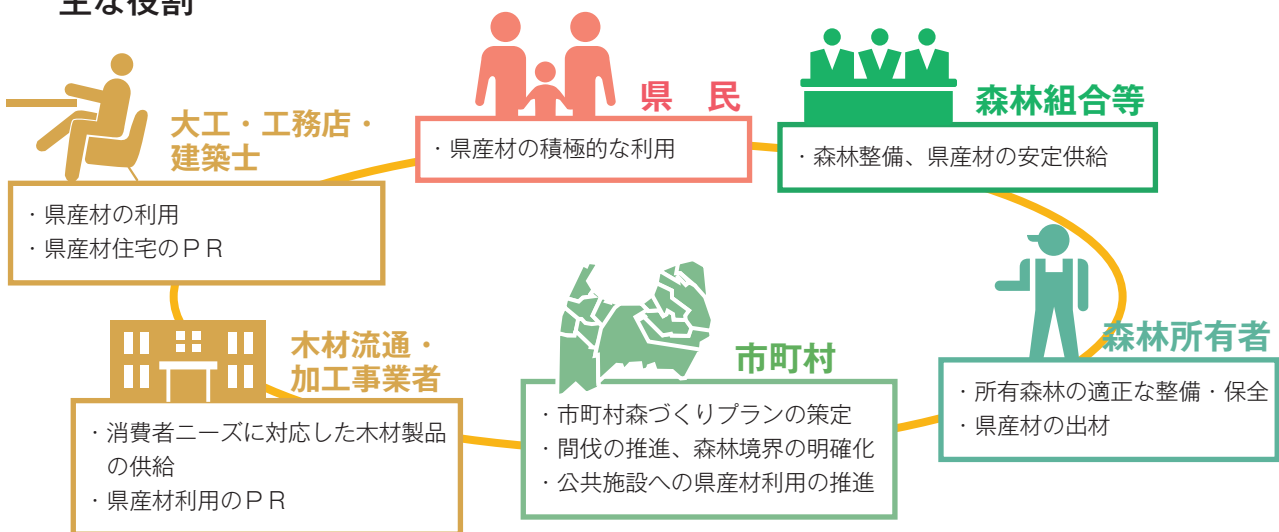 主な役割
大工・工務店・
建築士
・県産材の利用
・県産材住宅のＰＲ
県　民
・県産材の積極的な利用
森林組合等
・森林整備、県産材の安定供給
木材流通・
加工事業者
・消費者ニーズに対応した木材製品
の供給
・県産材利用のＰＲ
市町村
・市町村森づくりプランの策定
・間伐の推進、森林境界の明確化
・公共施設への県産材利用の推進
森林所有者
・所有森林の適正な整備・保全
・県産材の出材